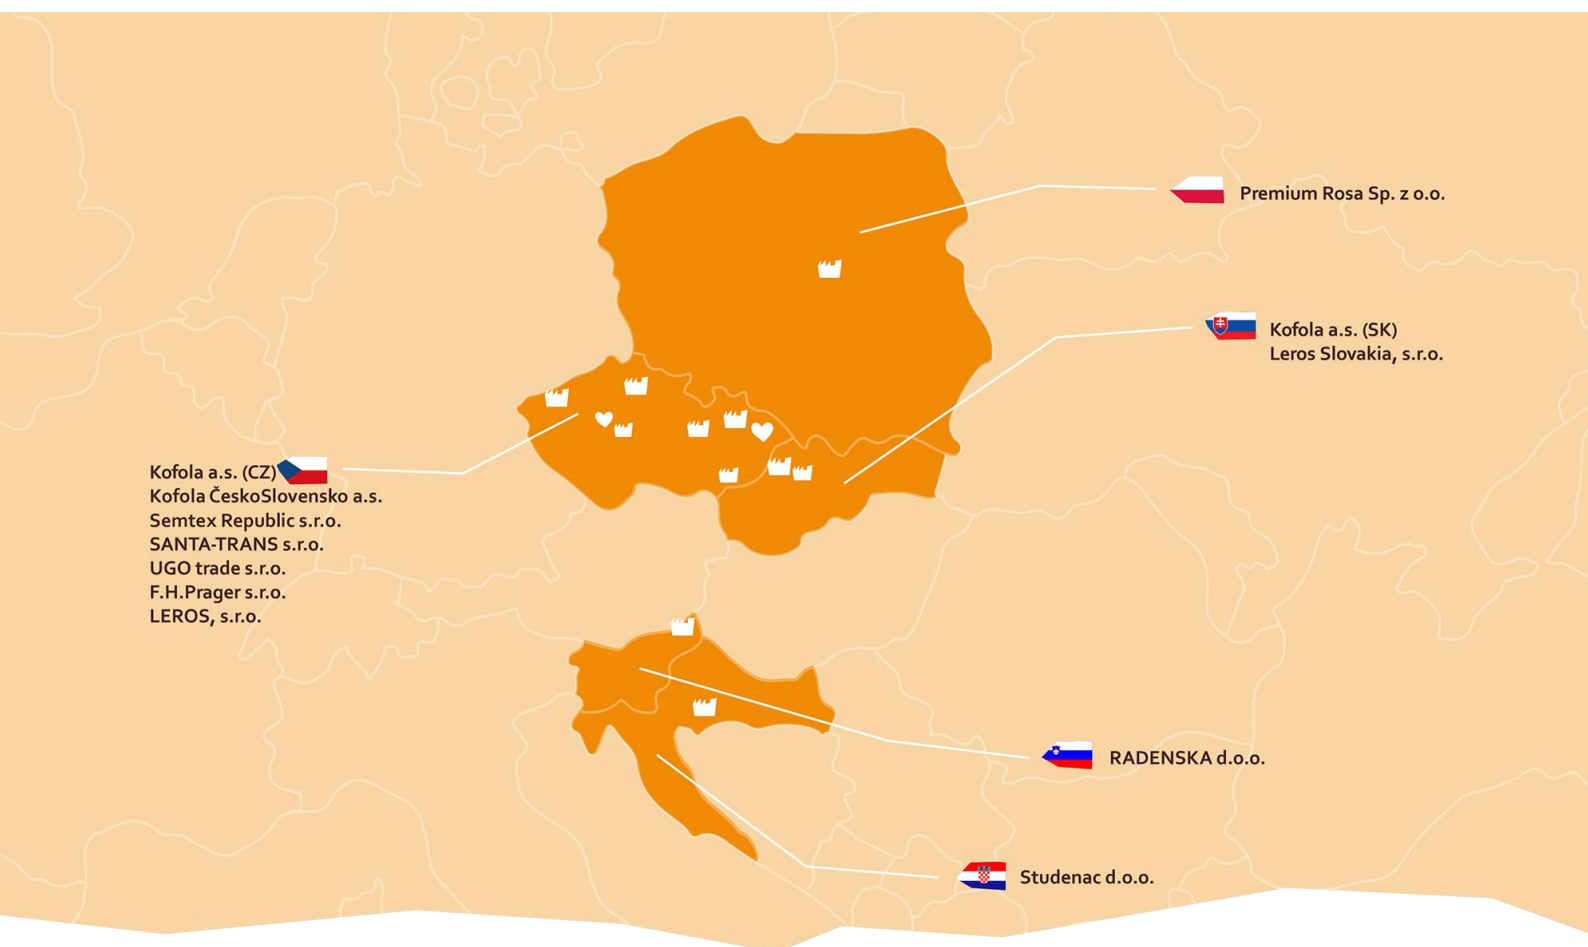 Premium Rosa Sp. z o.o.
Kofola a.s. (SK)
Leros Slovakia, s.r.o.
Kofola a.s. (CZ)
Kofola ČeskoSlovensko a.s.
Semtex Republic s.r.o.
SANTA-TRANS s.r.o.
UGO trade s.r.o.
F.H.Prager s.r.o.
LEROS, s.r.o.
RADENSKA d.o.o.
Studenac d.o.o.